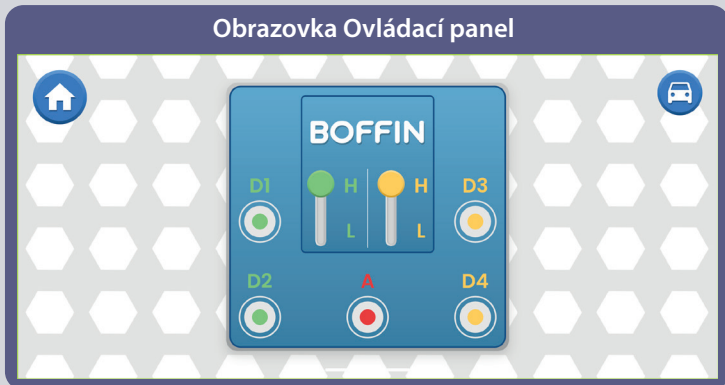 Obrazovka Ovládací panel
BOFFIN
D1 H H D3
L L
D2 A D4